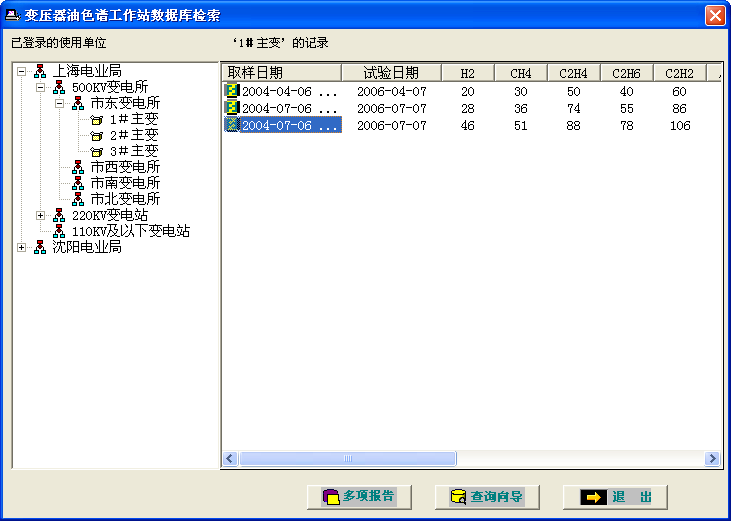 变压器油色谱工作站数据库检索
已登录的使用单位
‘1#主变’的记录
上海电业局
500KV变电所
市东变电所
1#主变
2#主变
3#主变
市西变电所
市南变电所
市北变电所
220KV变电站
110KV及以下变电站
沈阳电业局
取样日期 试验日期 H2 CH4 C2H4 C2H6 C2H2
2004-04-06 ... 2006-04-07 20 30 50 40 60
2004-07-06 ... 2006-07-07 28 36 74 55 86
2004-07-06 ... 2006-07-07 46 51 88 78 106
多项报告 查询向导 退 出